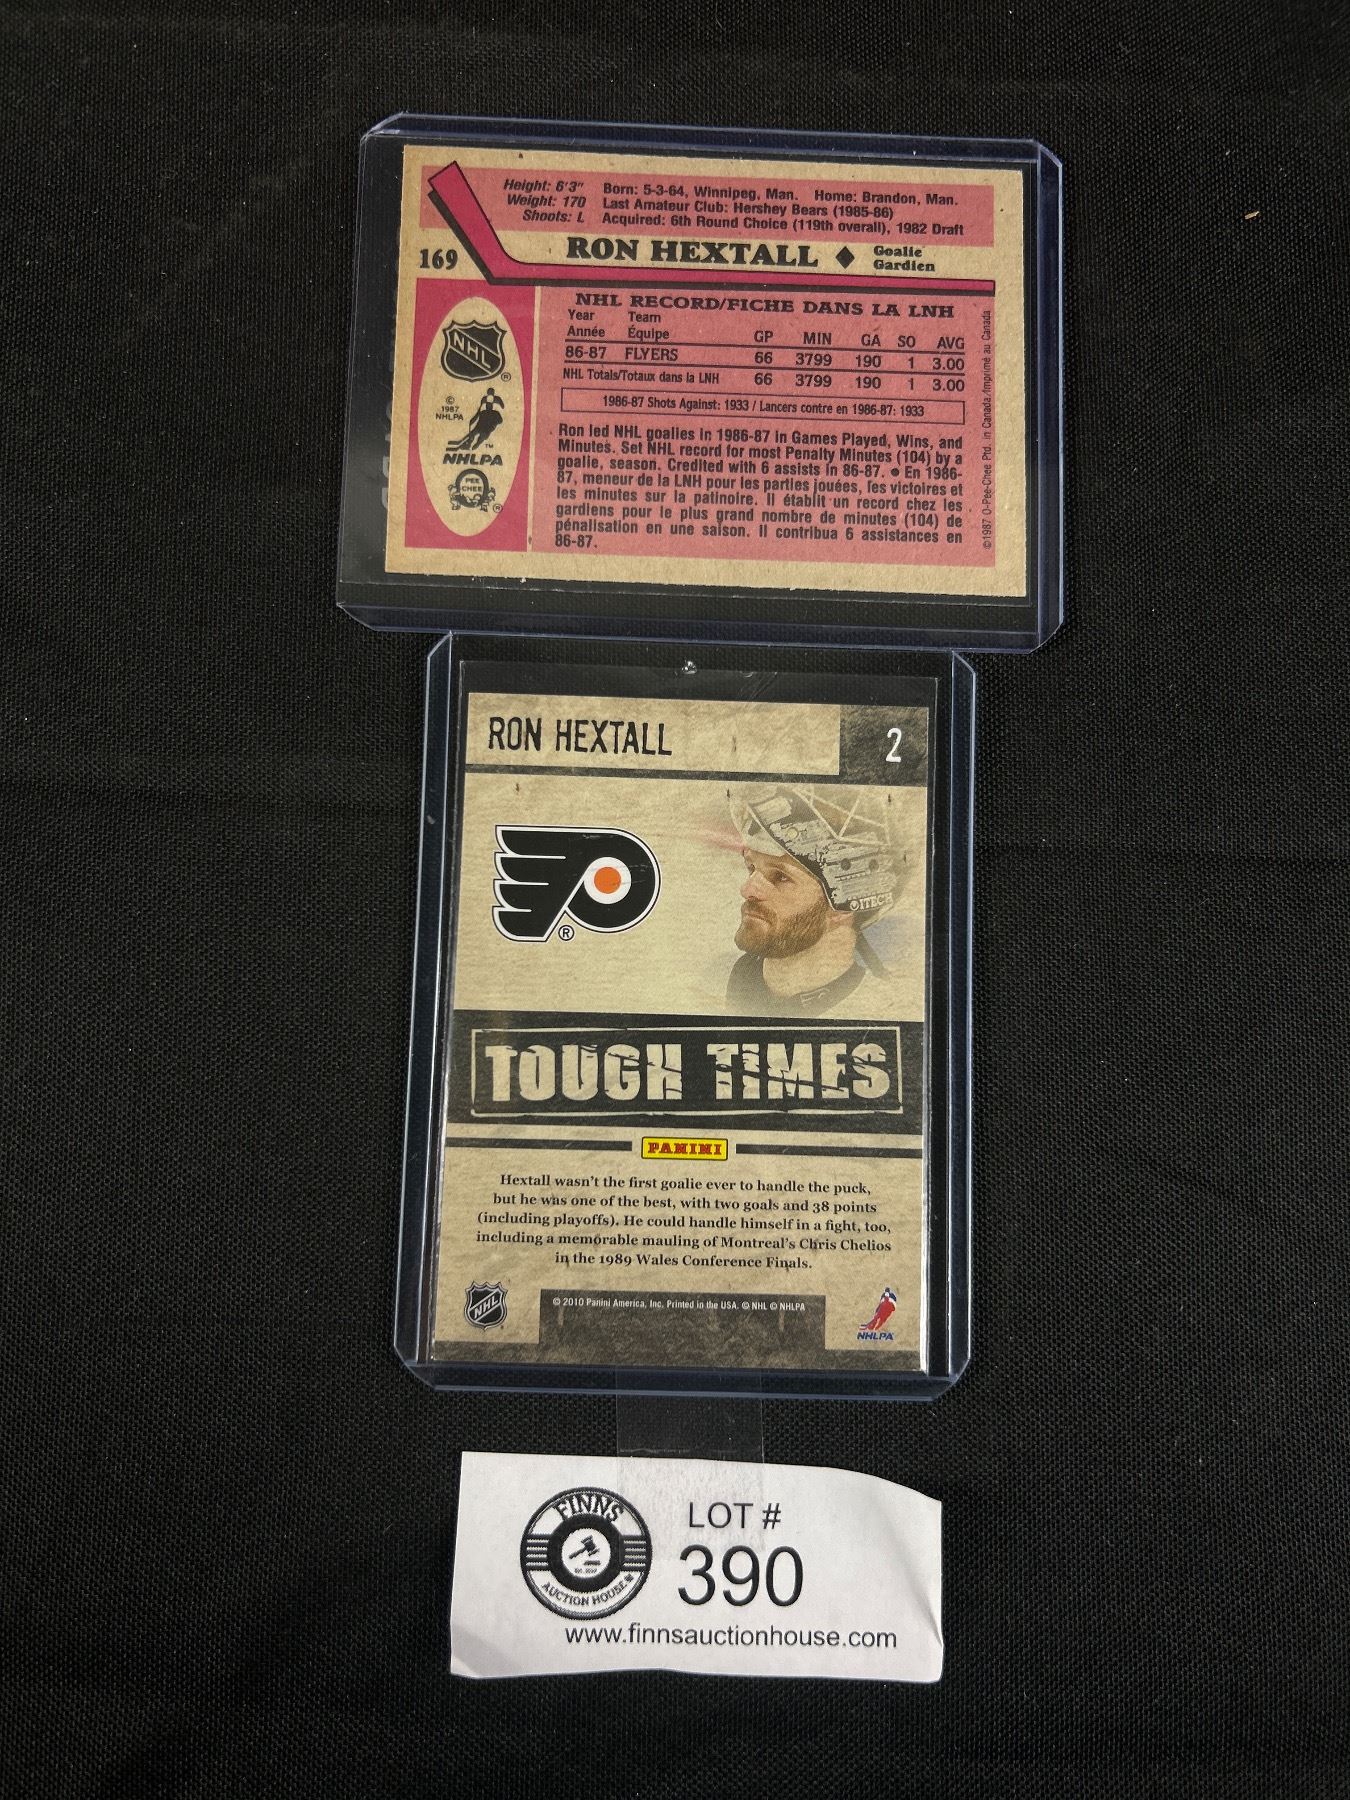 Height: 6'3" Born: 5-3-64, Winnipeg, Man. Home: Brandon, Man.
Weight: 170 Last Amateur Club: Hershey Bears (1985-86)
Shoots: L Acquired: 6th Round Choice (119th overall), 1982 Draft
169 RON HEXTALL ◆ Goalie
Gardien
NHL RECORD/FICHE DANS LA LNH
Year Team
Année Équipe GP MIN GA SO AVG
86-87 FLYERS 66 3799 190 1 3.00
NHL Totals/Totaux dans la LNH 66 3799 190 1 3.00
1986-87 Shots Against: 1933 / Lancers contre en 1986-87: 1933
Ron led NHL goalies in 1986-87 in Games Played, Wins, and
Minutes. Set NHL record for most Penalty Minutes (104) by a
goalie, season. Credited with 6 assists in 86-87. ● En 1986-
87, meneur de la LNH pour les parties jouées, les victoires et
les minutes sur la patinoire. Il établit un record chez les
gardiens pour le plus grand nombre de minutes (104) de
pénalisation en une saison. Il contribua 6 assistances en
86-87.
NHL
®
©
1987
NHLPA
™
NHLPA
O
PEE
CHEE
®
©1987 O-Pee-Chee Ptd. in Canada./Imprimé au Canada
RON HEXTALL 2
®
ITECH
TOUGH TIMES
PANINI
Hextall wasn't the first goalie ever to handle the puck,
but he was one of the best, with two goals and 38 points
(including playoffs). He could handle himself in a fight, too,
including a memorable mauling of Montreal's Chris Chelios
in the 1989 Wales Conference Finals.
NHL
© 2010 Panini America, Inc. Printed in the USA. © NHL © NHLPA
NHLPA
FINNS
AUCTION HOUSE
LOT #
390
www.finnsauctionhouse.com